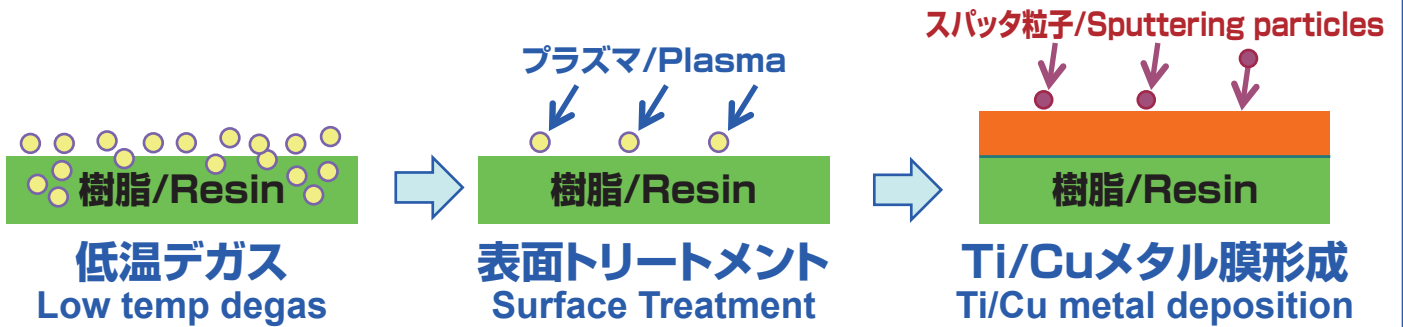 樹脂/Resin
低温デガス
Low temp degas
プラズマ/Plasma
樹脂/Resin
表面トリートメント
Surface Treatment
スパッタ粒子/Sputtering particles
樹脂/Resin
Ti/Cuメタル膜形成
Ti/Cu metal deposition